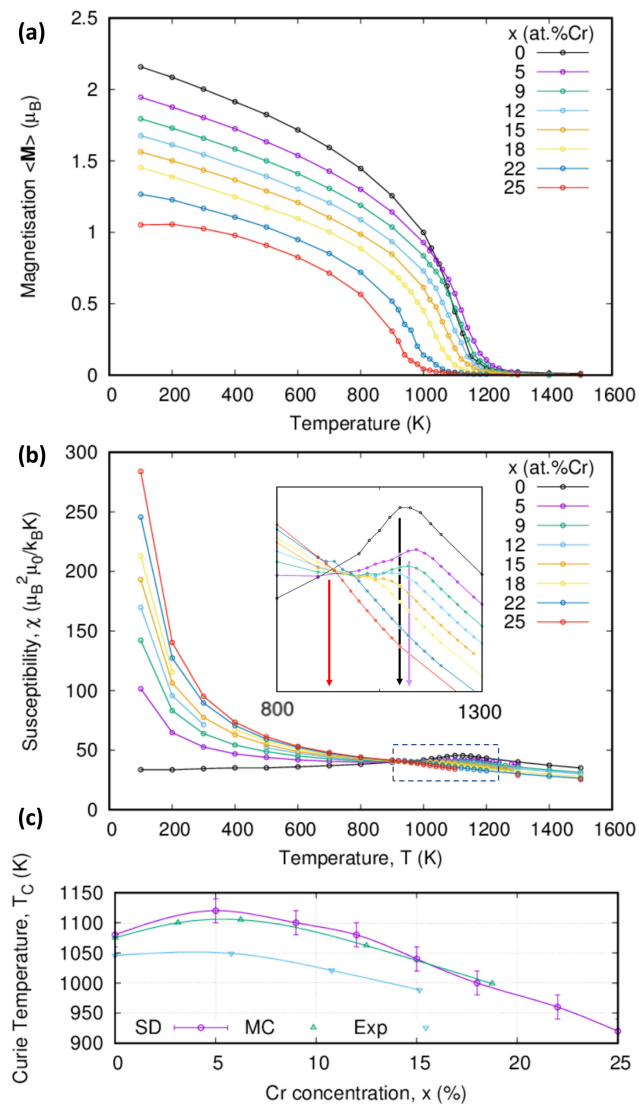 (a)
Magnetisation <M> (μB)
2.5
2
1.5
1
0.5
0
x (at.%Cr)
0
5
9
12
15
18
22
25
0 200 400 600 800 1000 1200 1400 1600
Temperature (K)
(b)
Susceptibility, χ (μB²μ0/kBK)
300
250
200
150
100
50
0
x (at.%Cr)
0
5
9
12
15
18
22
25
800 1300
0 200 400 600 800 1000 1200 1400 1600
Temperature, T (K)
(c)
Curie Temperature, TC (K)
1150
1100
1050
1000
950
900
SD MC Exp
0 5 10 15 20 25
Cr concentration, x (%)